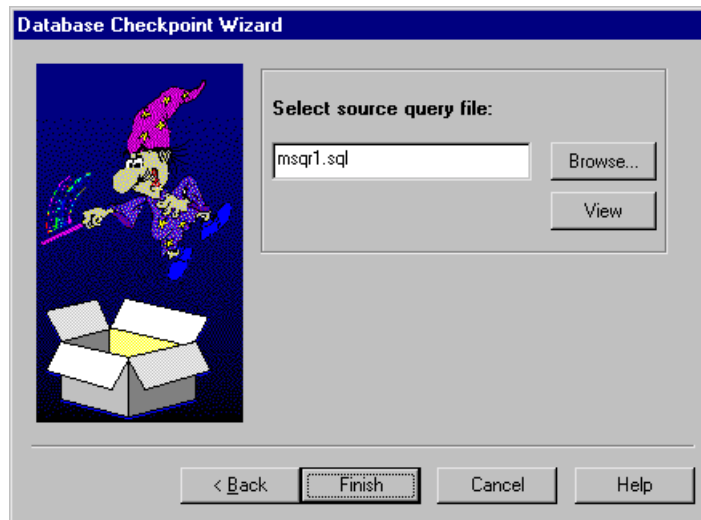 Database Checkpoint Wizard
Select source query file:
msqr1.sql
Browse...
View
< Back
Finish
Cancel
Help